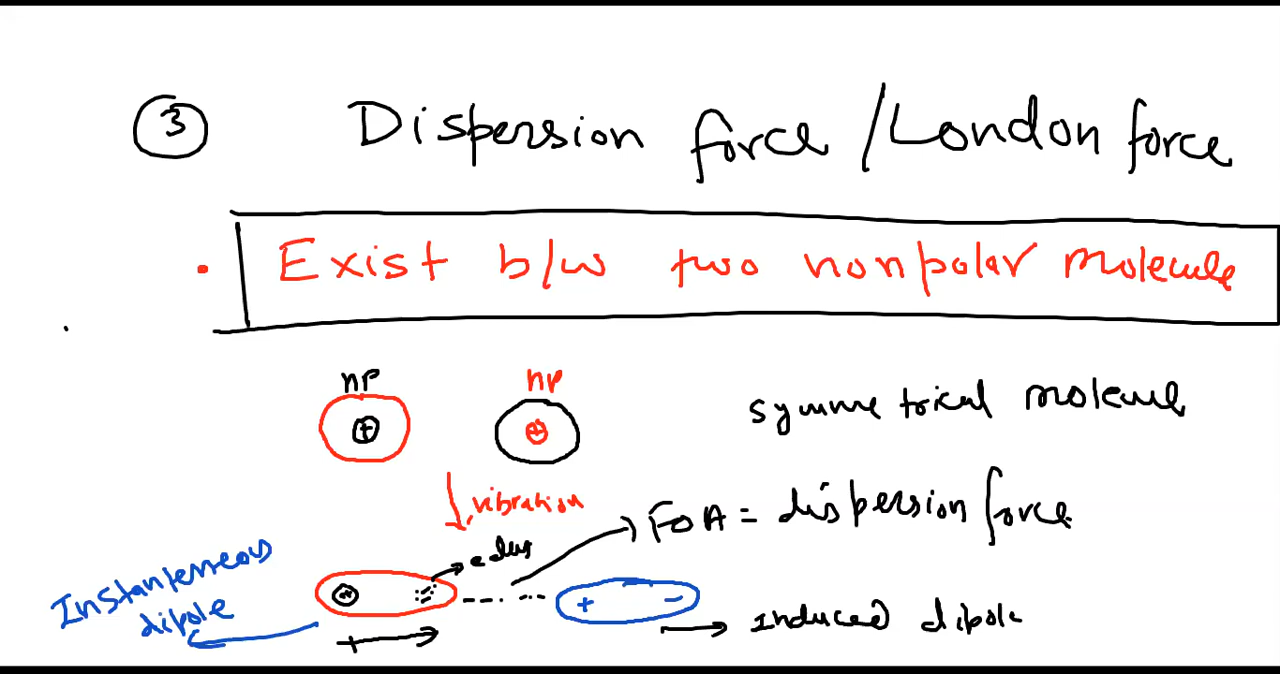 3 Dispersion force / London force
. Exist b/w two nonpolar molecule
np np
+ +
symmetrical molecule
vibration
FOA = dispersion force
Instanteneous
dipole
+ -
induced dipole